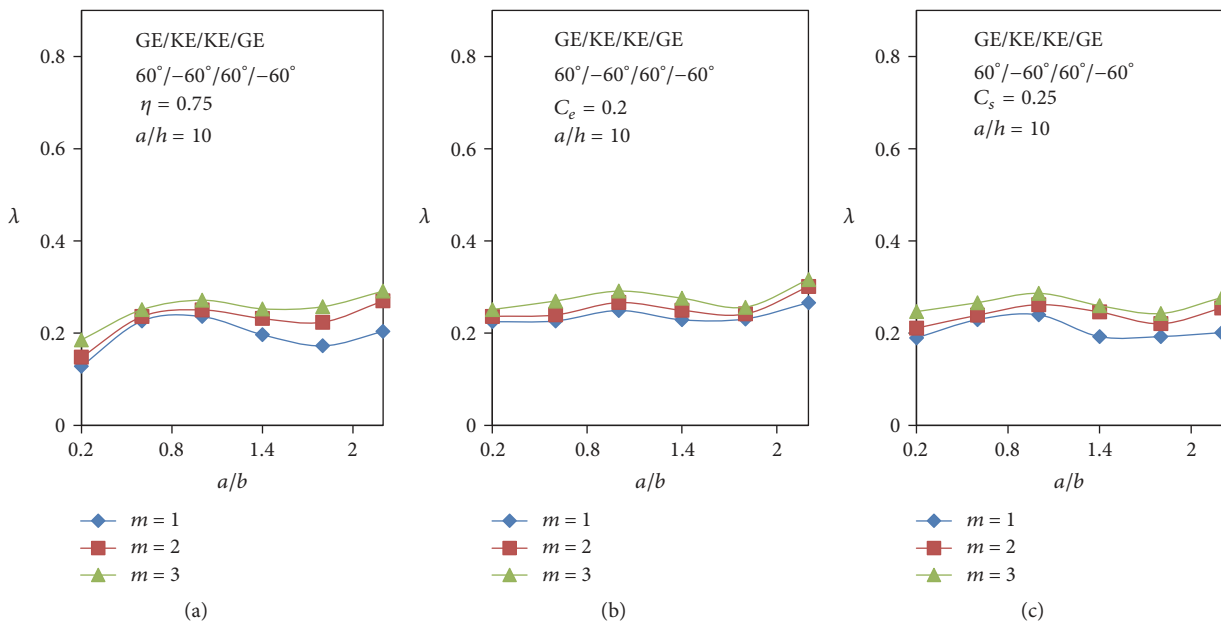 GE/KE/KE/GE
60°/−60°/60°/−60°
η = 0.75
a/h = 10
0.8
0.6
λ
0.4
0.2
0
0.2 0.8 1.4 2
a/b
m = 1
m = 2
m = 3
(a)
GE/KE/KE/GE
60°/−60°/60°/−60°
C_e = 0.2
a/h = 10
0.8
0.6
λ
0.4
0.2
0
0.2 0.8 1.4 2
a/b
m = 1
m = 2
m = 3
(b)
GE/KE/KE/GE
60°/−60°/60°/−60°
C_s = 0.25
a/h = 10
0.8
0.6
λ
0.4
0.2
0
0.2 0.8 1.4 2
a/b
m = 1
m = 2
m = 3
(c)